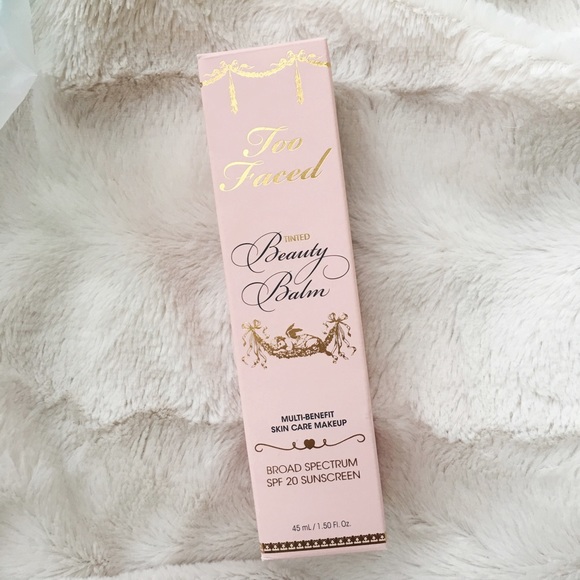 Too
Faced
TINTED
Beauty
Balm
MULTI-BENEFIT
SKIN CARE MAKEUP
BROAD SPECTRUM
SPF 20 SUNSCREEN
45 mL / 1.50 Fl. Oz.